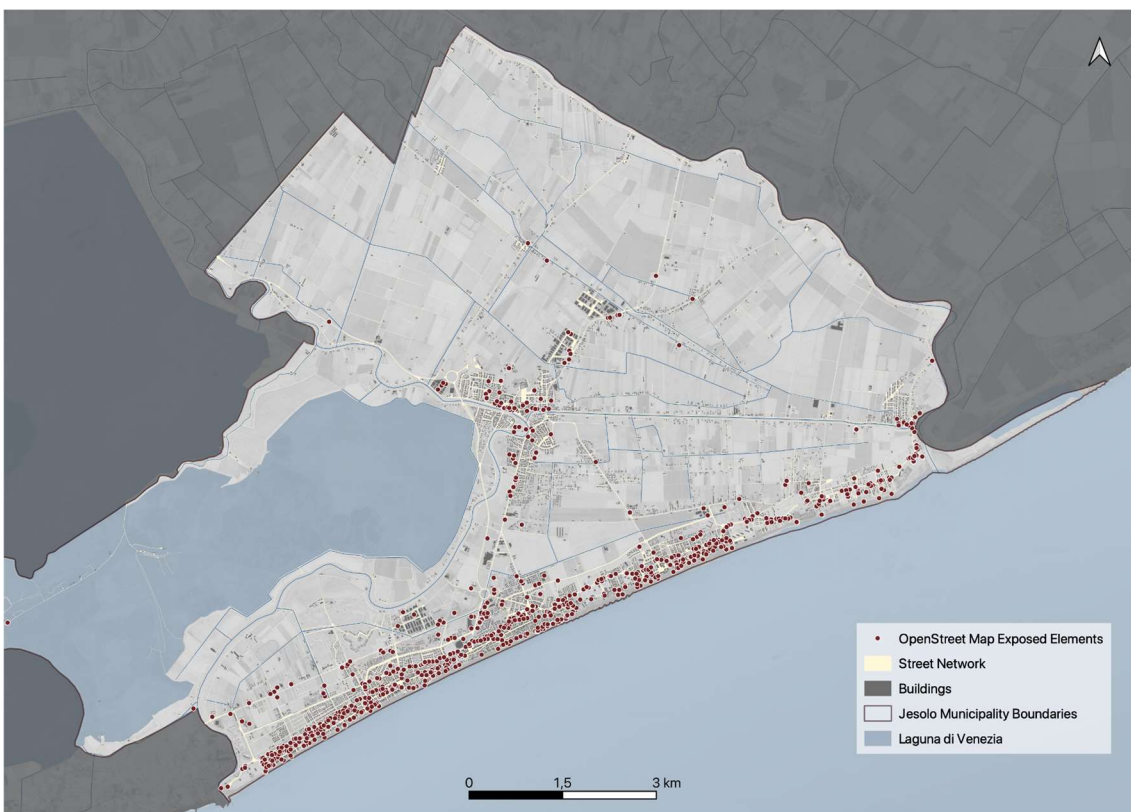 OpenStreet Map Exposed Elements
Street Network
Buildings
Jesolo Municipality Boundaries
Laguna di Venezia
0 1,5 3 km